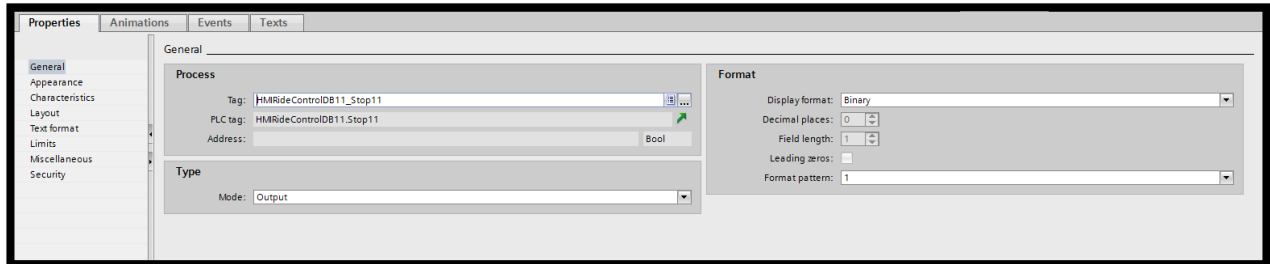 Properties Animations Events Texts
General
General
Appearance
Characteristics
Layout
Text format
Limits
Miscellaneous
Security
Process
Tag: HMIRideControlDB11_Stop11 ...
PLC tag: HMIRideControlDB11.Stop11
Address: Bool
Type
Mode: Output
Format
Display format: Binary
Decimal places: 0
Field length: 1
Leading zeros:
Format pattern: 1